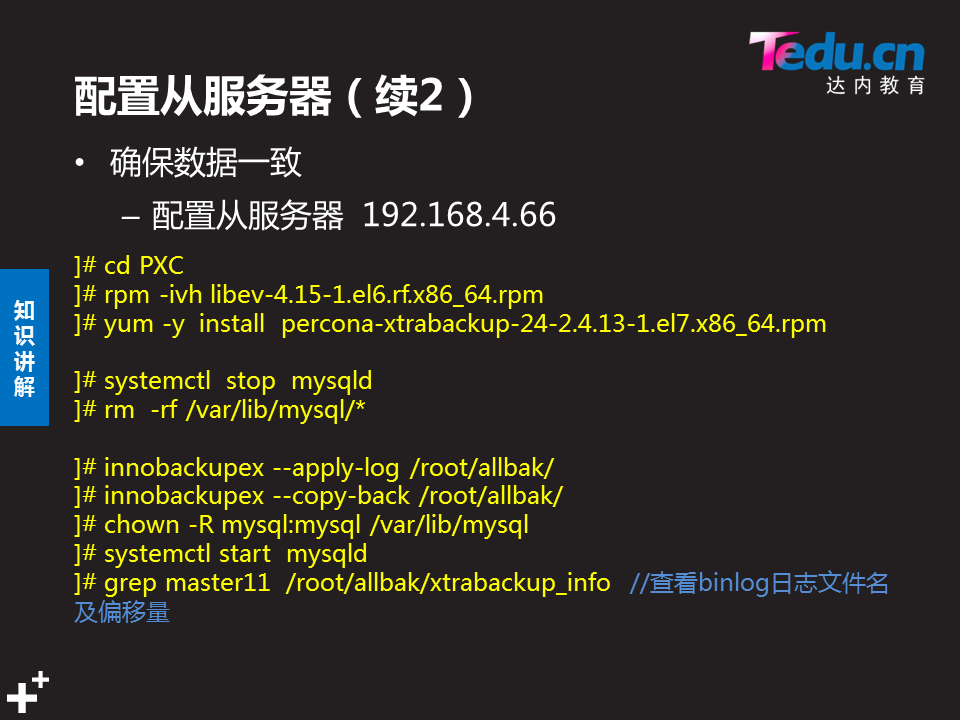 Tedu.cn
达内教育
配置从服务器（续2）
• 确保数据一致
– 配置从服务器 192.168.4.66
]# cd PXC
]# rpm -ivh libev-4.15-1.el6.rf.x86_64.rpm
]# yum -y install percona-xtrabackup-24-2.4.13-1.el7.x86_64.rpm
]# systemctl stop mysqld
]# rm -rf /var/lib/mysql/*
]# innobackupex --apply-log /root/allbak/
]# innobackupex --copy-back /root/allbak/
]# chown -R mysql:mysql /var/lib/mysql
]# systemctl start mysqld
]# grep master11 /root/allbak/xtrabackup_info //查看binlog日志文件名
及偏移量
知
识
讲
解